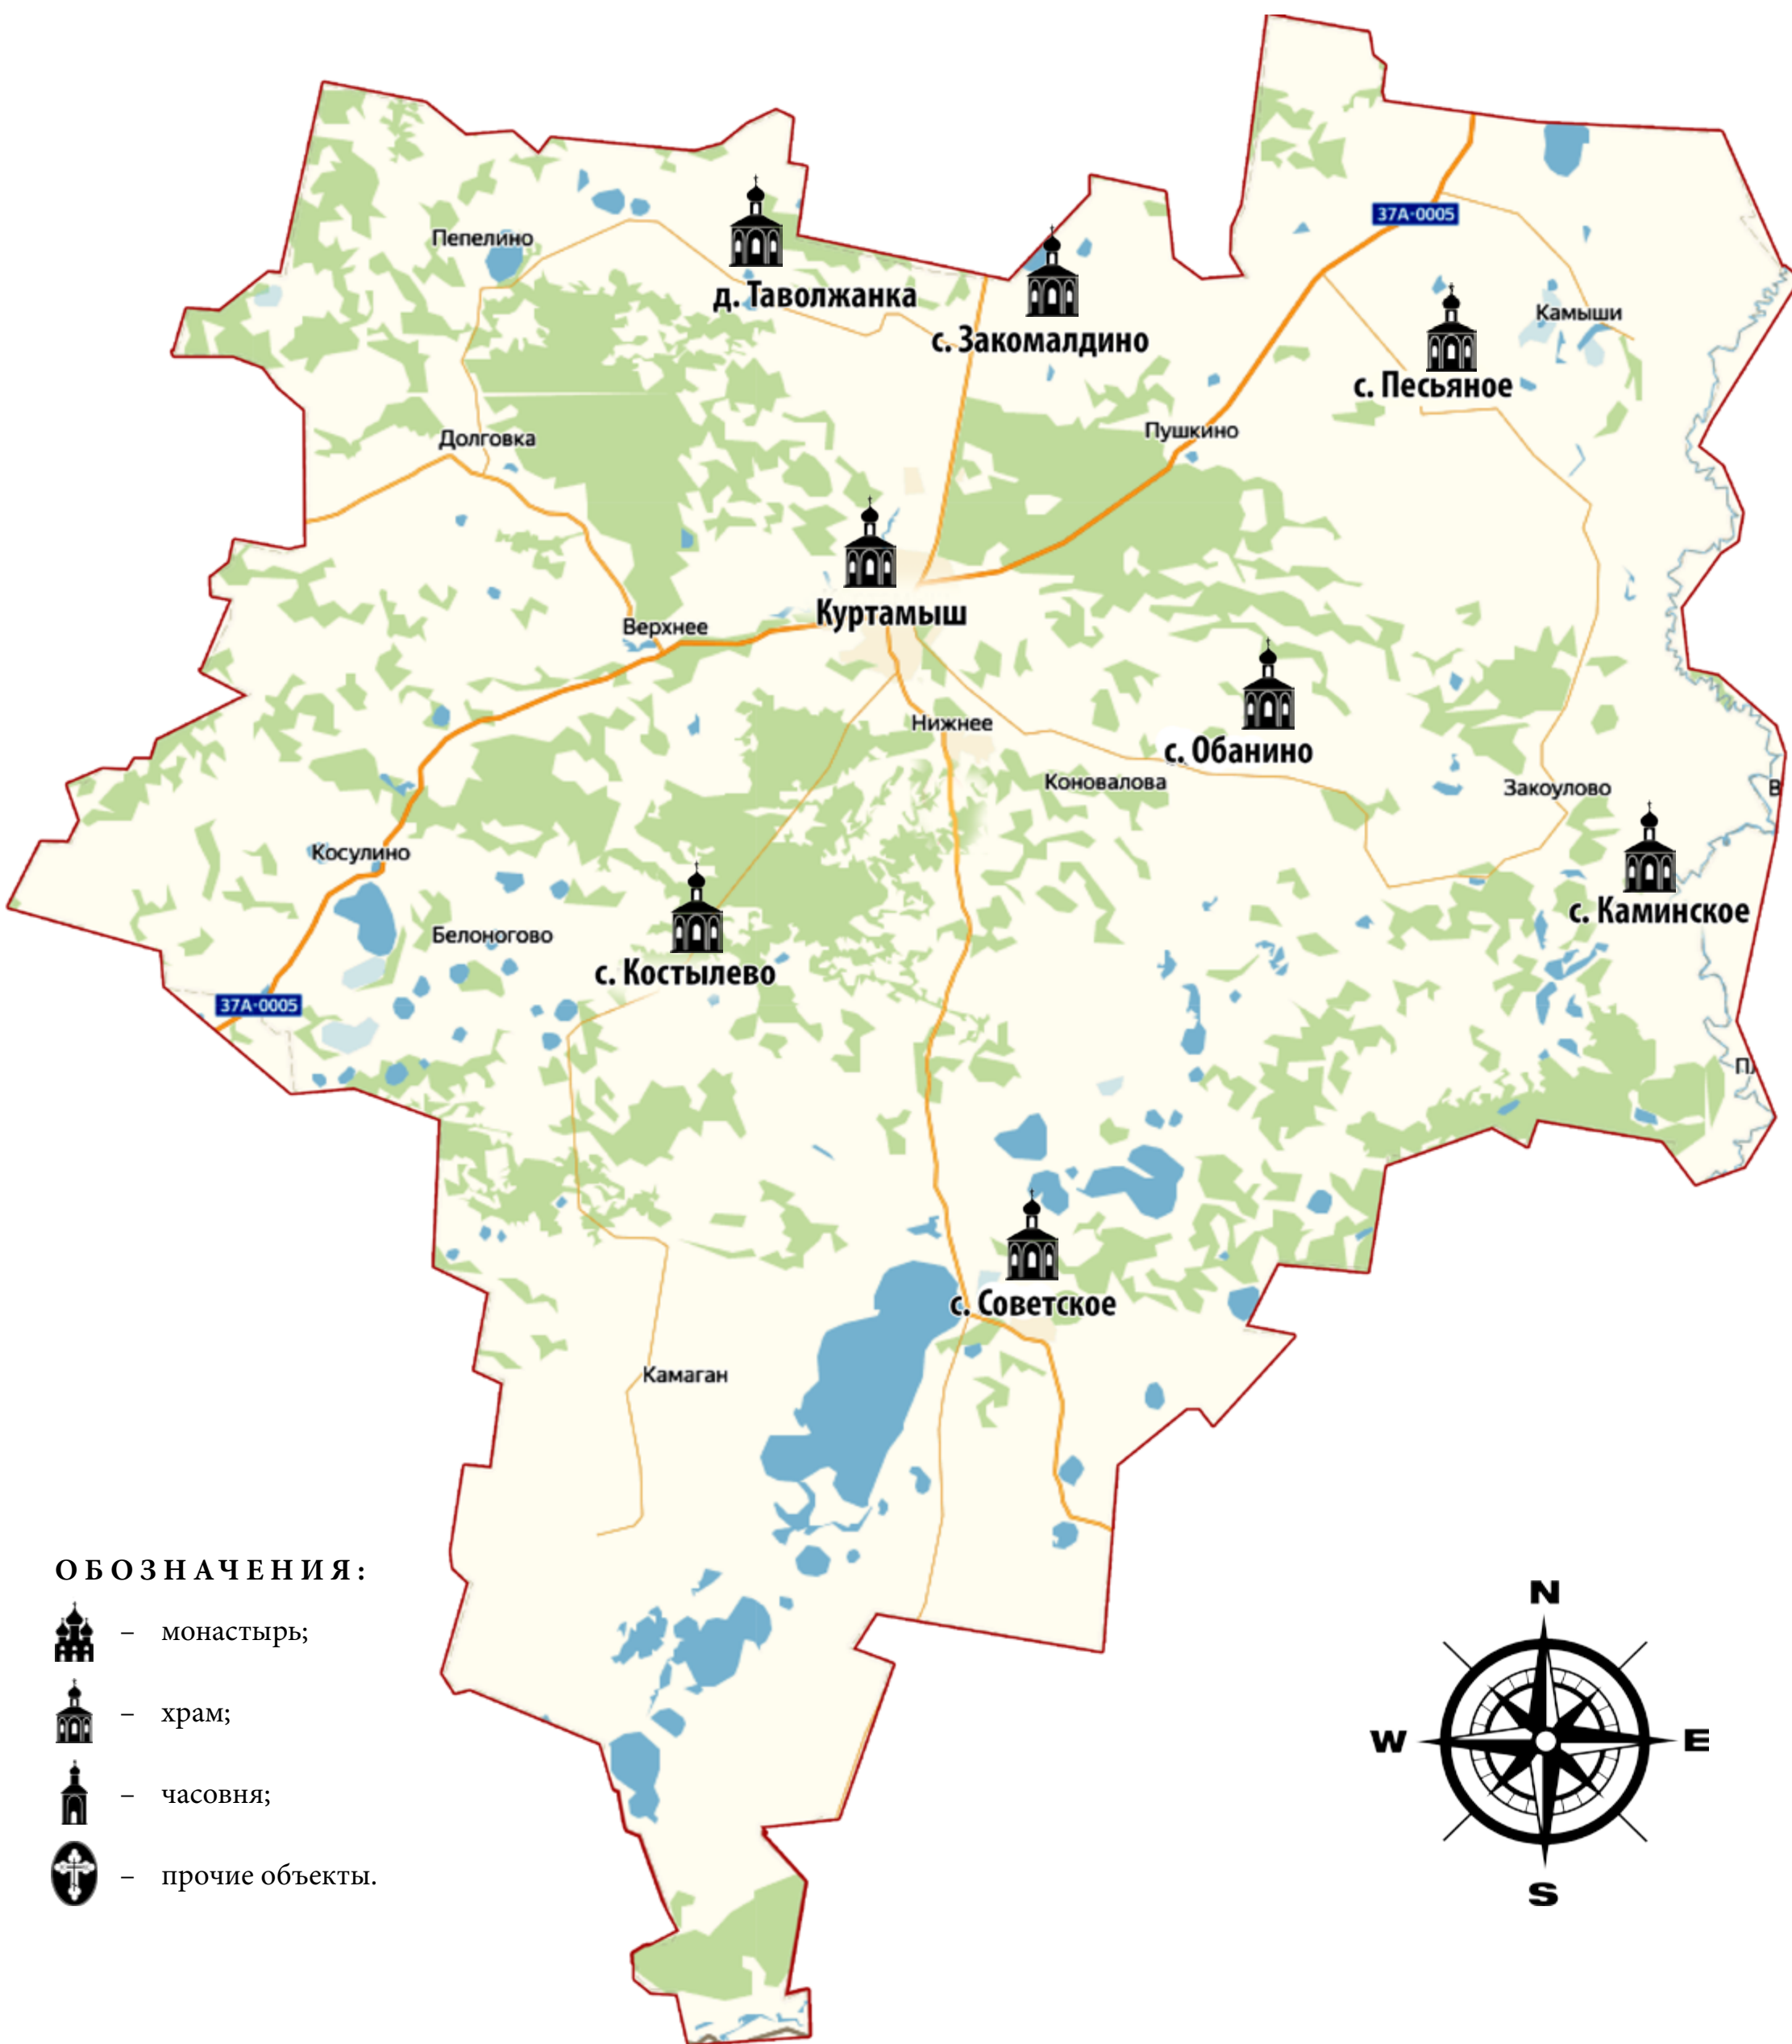 37А-0005
Пепелино
д. Таволжанка
Камыши
с. Закомалдино
с. Песьяное
Пушкино
Долговка
Куртамыш
Верхнее
Нижнее
с. Обанино
Коновалова
Закоулово
В
Косулино
с. Каминское
Белоногово
с. Костылево
37А-0005
П
с. Советское
Камаган
ОБОЗНАЧЕНИЯ:
– монастырь;
– храм;
– часовня;
– прочие объекты.
N
W E
S